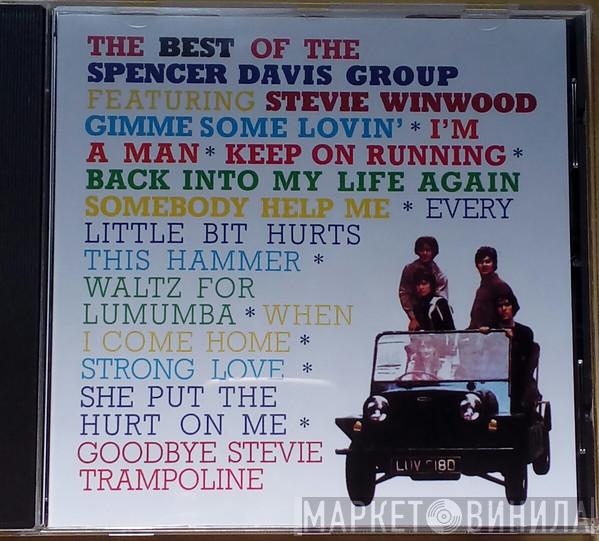 THE BEST OF THE
SPENCER DAVIS GROUP
FEATURING STEVIE WINWOOD
GIMME SOME LOVIN' * I'M
A MAN * KEEP ON RUNNING *
BACK INTO MY LIFE AGAIN
SOMEBODY HELP ME * EVERY
LITTLE BIT HURTS
THIS HAMMER *
WALTZ FOR
LUMUMBA * WHEN
I COME HOME *
STRONG LOVE *
SHE PUT THE
HURT ON ME *
GOODBYE STEVIE
TRAMPOLINE
LUV 918D
МАРКЕТ ВИНИЛА